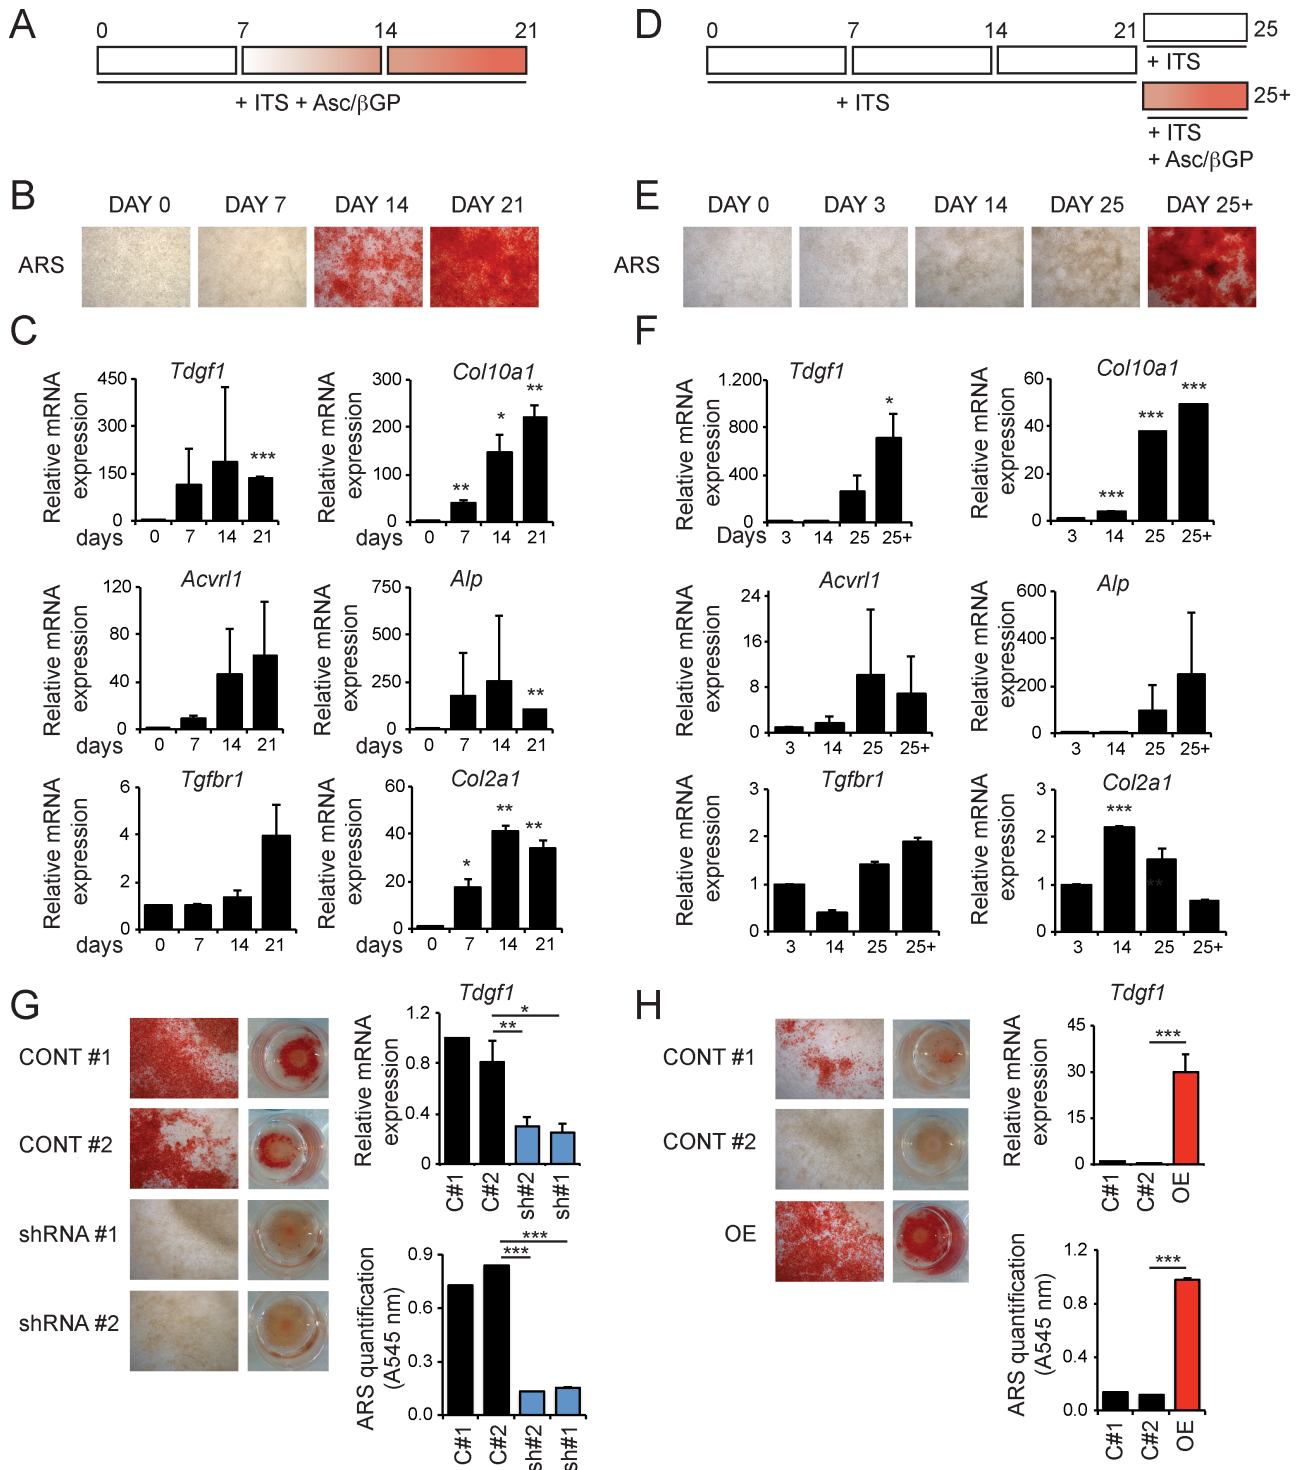 A
0 7 14 21
+ ITS + Asc/βGP
B
DAY 0 DAY 7 DAY 14 DAY 21
ARS
C
Tdgf1
Relative mRNA
expression
450
300
150
0
***
days 0 7 14 21
Col10a1
Relative mRNA
expression
300
200
100
0
** * **
0 7 14 21
Acvrl1
Relative mRNA
expression
120
80
40
0
days 0 7 14 21
Alp
Relative mRNA
expression
750
500
250
0
**
0 7 14 21
Tgfbr1
Relative mRNA
expression
6
4
2
0
days 0 7 14 21
Col2a1
Relative mRNA
expression
60
40
20
0
* ** **
0 7 14 21
D
0 7 14 21 25
+ ITS
+ ITS
25+
+ ITS
+ Asc/βGP
E
DAY 0 DAY 3 DAY 14 DAY 25 DAY 25+
ARS
F
Tdgf1
Relative mRNA
expression
1.200
800
400
0
*
Days 3 14 25 25+
Col10a1
Relative mRNA
expression
60
40
20
0
*** *** ***
3 14 25 25+
Acvrl1
Relative mRNA
expression
24
16
8
0
3 14 25 25+
Alp
Relative mRNA
expression
600
400
200
0
3 14 25 25+
Tgfbr1
Relative mRNA
expression
3
2
1
0
3 14 25 25+
Col2a1
Relative mRNA
expression
3
2
1
0
*** **
3 14 25 25+
G
CONT #1
CONT #2
shRNA #1
shRNA #2
Tdgf1
Relative mRNA
expression
1.2
0.8
0.4
0
*
**
C#1 C#2 sh#2 sh#1
ARS quantification
(A545 nm)
0.9
0.6
0.3
0.0
***
***
C#1 C#2 sh#2 sh#1
H
CONT #1
CONT #2
OE
Tdgf1
Relative mRNA
expression
45
30
15
0
***
C#1 C#2 OE
ARS quantification
(A545 nm)
1.2
0.8
0.4
0.0
***
C#1 C#2 OE